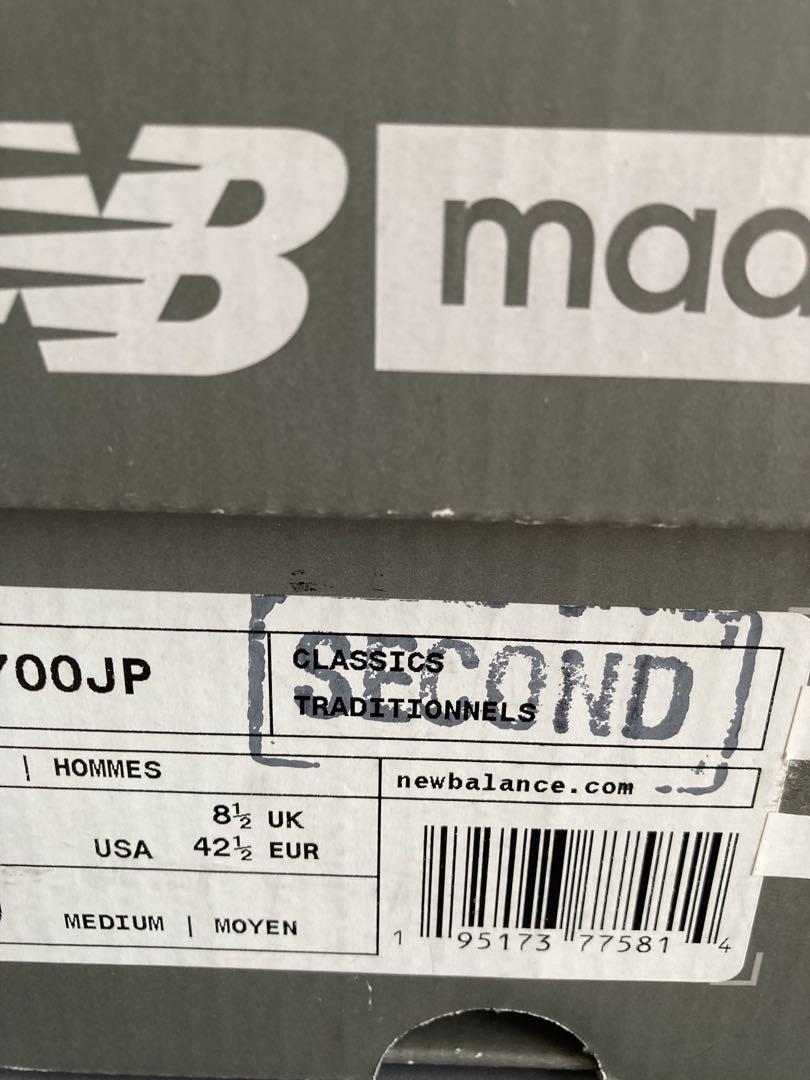 NB mad
700JP
CLASSICS
TRADITIONNELS
SECOND
| HOMMES
8½ UK
USA 42½ EUR
MEDIUM | MOYEN
newbalance.com
1 95173 77581 4